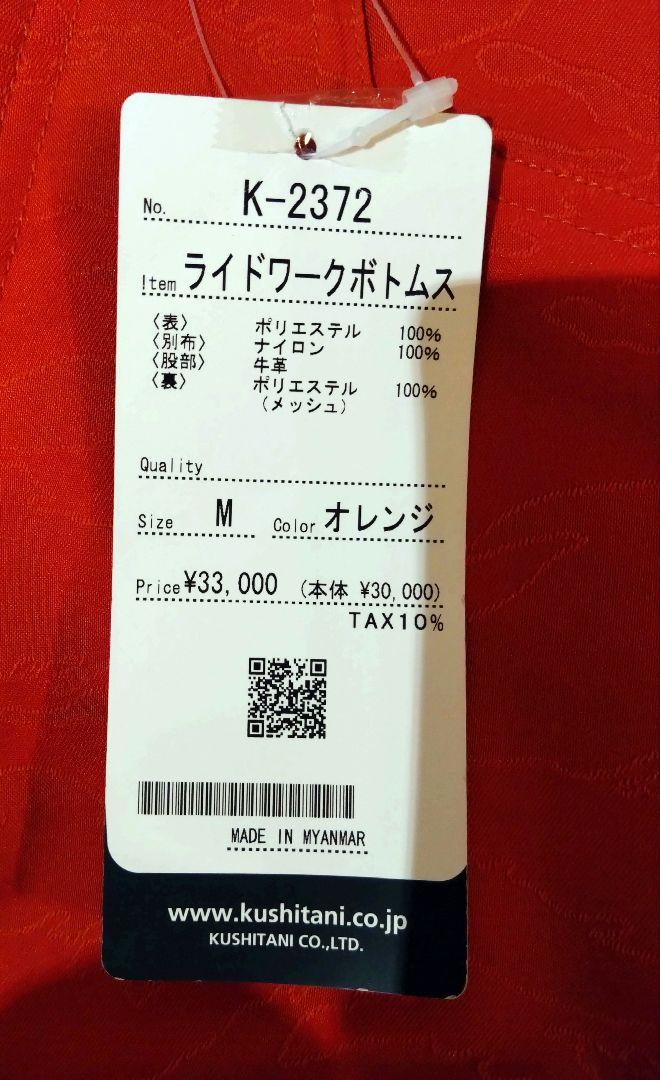 No. K-2372
Item ライドワークボトムス
〈表〉 ポリエステル 100%
〈別布〉 ナイロン 100%
〈股部〉 牛革
〈裏〉 ポリエステル 100%
(メッシュ)
Quality
Size M Color オレンジ
Price ¥33,000 (本体 ¥30,000)
TAX10%
MADE IN MYANMAR
www.kushitani.co.jp
KUSHITANI CO.,LTD.